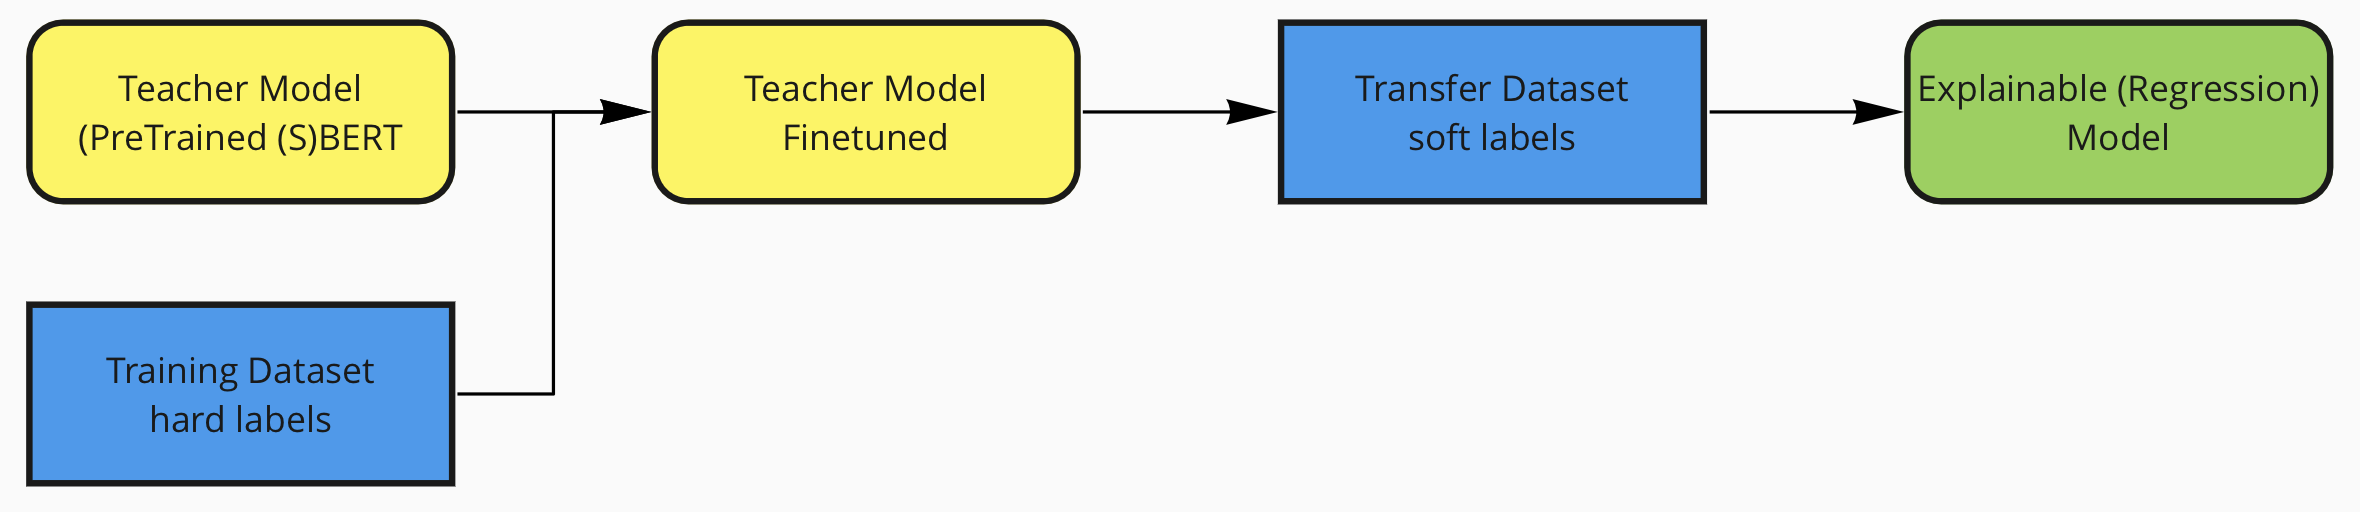 Teacher Model
(PreTrained (S)BERT
Teacher Model
Finetuned
Transfer Dataset
soft labels
Explainable (Regression)
Model
Training Dataset
hard labels